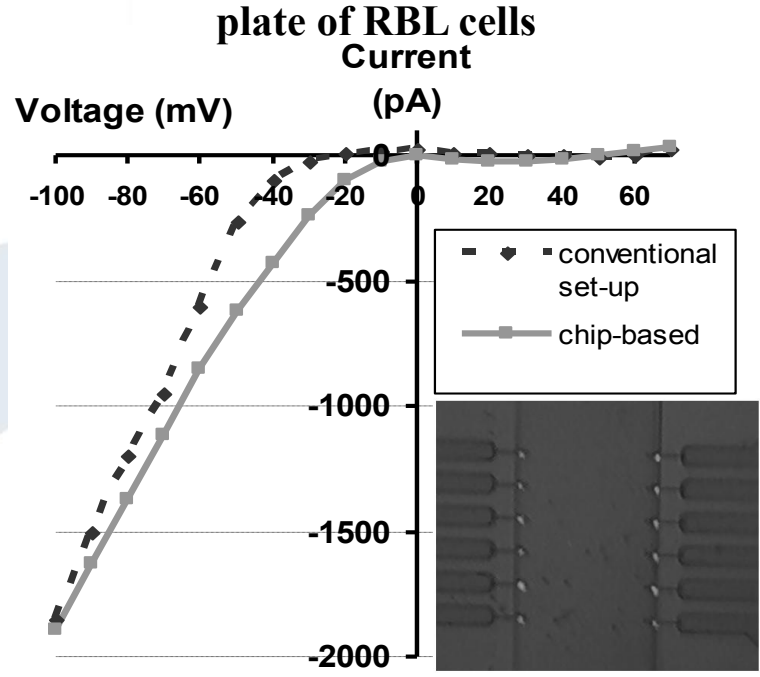 plate of RBL cells
Current
(pA)
Voltage (mV)
0
-100 -80 -60 -40 -20 0 20 40 60
-500
-1000
-1500
-2000
conventional
set-up
chip-based